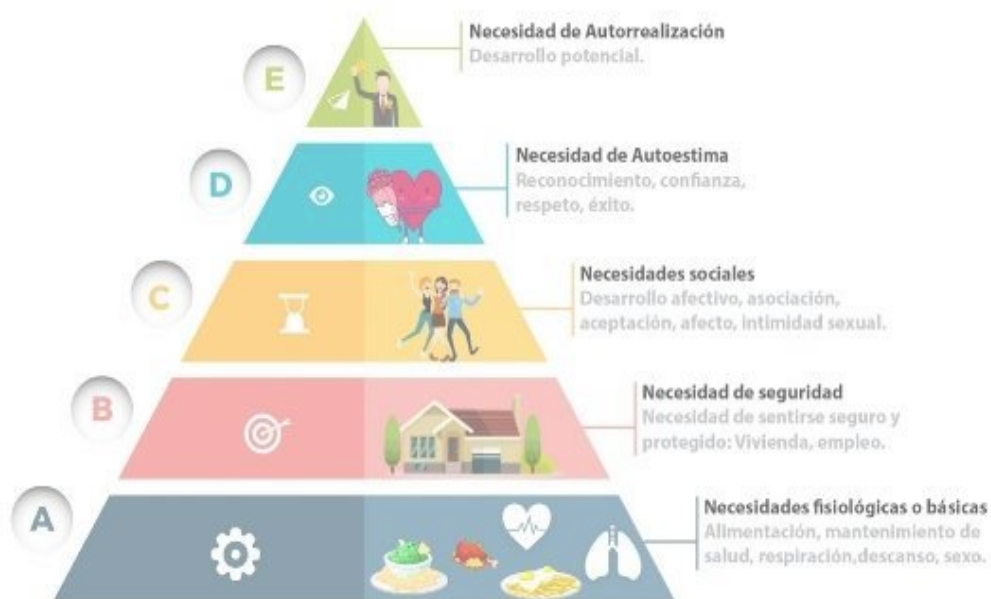 E
Necesidad de Autorrealización
Desarrollo potencial.
D
Necesidad de Autoestima
Reconocimiento, confianza,
respeto, éxito.
C
Necesidades sociales
Desarrollo afectivo, asociación,
aceptación, afecto, intimidad sexual.
B
Necesidad de seguridad
Necesidad de sentirse seguro y
protegido: Vivienda, empleo.
A
Necesidades fisiológicas o básicas
Alimentación, mantenimiento de
salud, respiración,descanso, sexo.